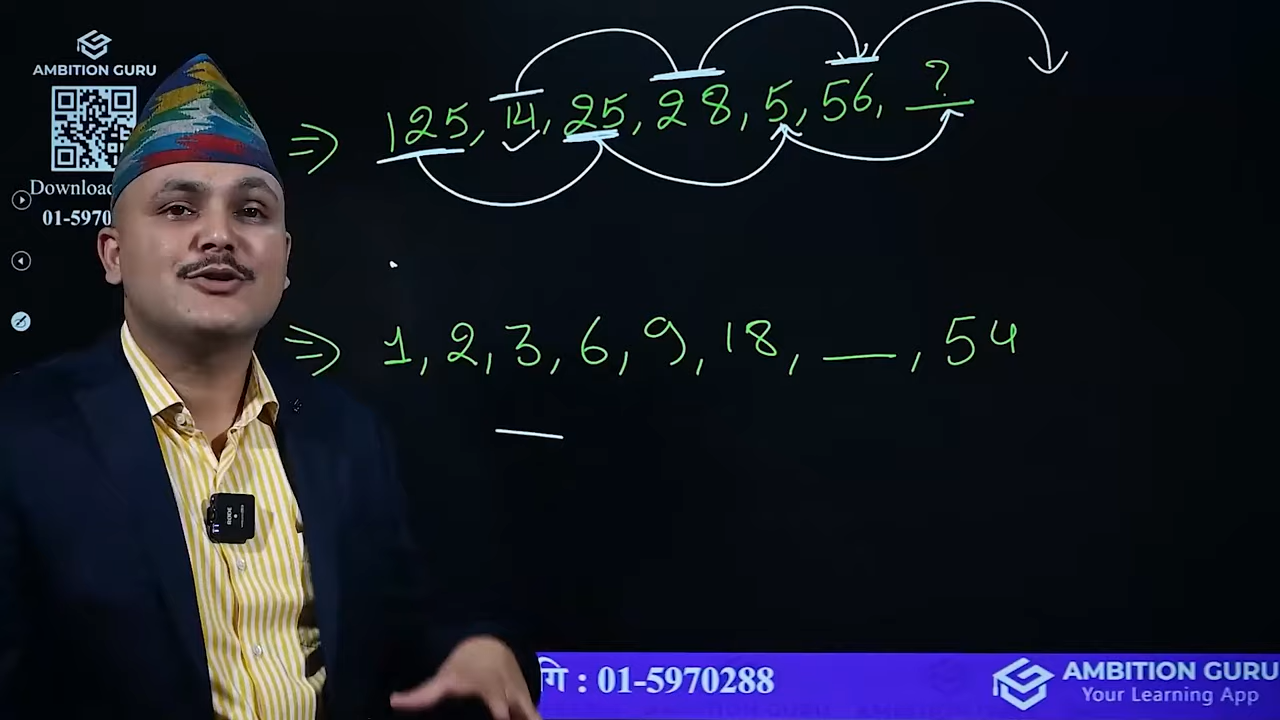 AMBITION GURU
Download
01-5970
⇒ 125, 14, 25, 28, 5, 56, ?
⇒ 1, 2, 3, 6, 9, 18, __, 54
RODE
गि : 01-5970288
AMBITION GURU
Your Learning App